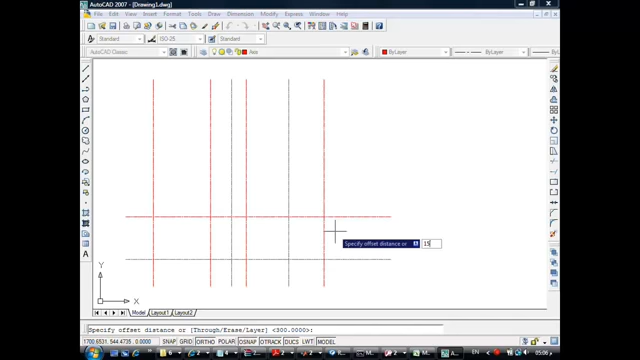 AutoCAD 2007 - [Drawing1.dwg]
File Edit View Insert Format Tools Draw Dimension Modify Express Window Help
Standard ISO-25 Standard
AutoCAD Classic Axis ByLayer ByLayer
Specify offset distance or 15
Y
X
Model Layout1 Layout2
Specify offset distance or [Through/Erase/Layer] <300.0000>:
1700.6531, 544.4735, 0.0000 SNAP GRID ORTHO POLAR OSNAP OTRACK DUCS DYN LWT MODEL
EN 05:06